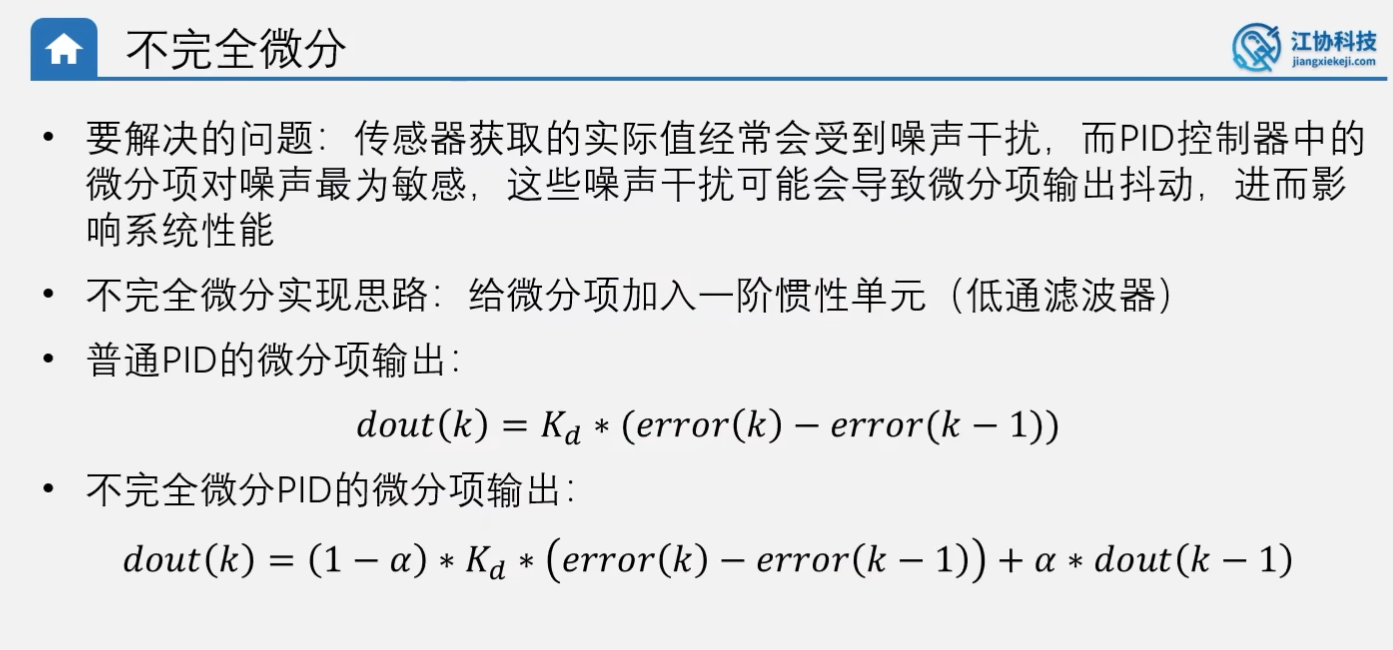 不完全微分
江协科技
jiangxiekeji.com
• 要解决的问题：传感器获取的实际值经常会受到噪声干扰，而PID控制器中的
微分项对噪声最为敏感，这些噪声干扰可能会导致微分项输出抖动，进而影
响系统性能
• 不完全微分实现思路：给微分项加入一阶惯性单元（低通滤波器）
• 普通PID的微分项输出：
dout(k) = K_d * (error(k) − error(k − 1))
• 不完全微分PID的微分项输出：
dout(k) = (1 − α) * K_d * (error(k) − error(k − 1)) + α * dout(k − 1)